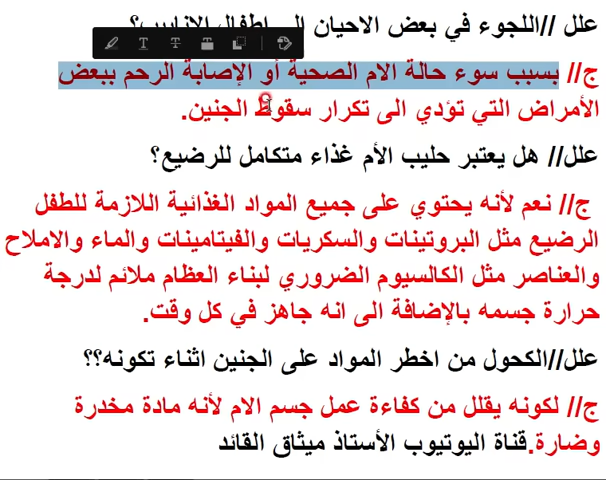 علل //اللجوء في بعض الاحيان الى اطفال الانابيب؟
ج// بسبب سوء حالة الام الصحية أو الإصابة الرحم ببعض
الأمراض التي تؤدي الى تكرار سقوط الجنين.
علل// هل يعتبر حليب الأم غذاء متكامل للرضيع؟
ج// نعم لأنه يحتوي على جميع المواد الغذائية اللازمة للطفل
الرضيع مثل البروتينات والسكريات والفيتامينات والماء والاملاح
والعناصر مثل الكالسيوم الضروري لبناء العظام ملائم لدرجة
حرارة جسمه بالإضافة الى انه جاهز في كل وقت.
علل//الكحول من اخطر المواد على الجنين اثناء تكونه؟؟
ج// لكونه يقلل من كفاءة عمل جسم الام لأنه مادة مخدرة
وضارة.قناة اليوتيوب الأستاذ ميثاق القائد